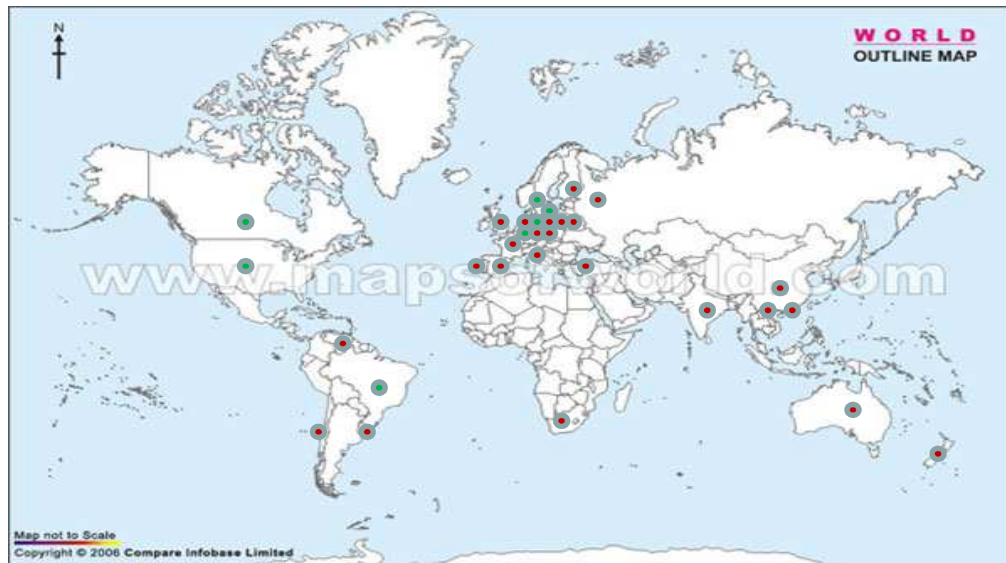 N
WORLD
OUTLINE MAP
www.mapsofworld.com
Map not to Scale
Copyright © 2006 Compare Infobase Limited